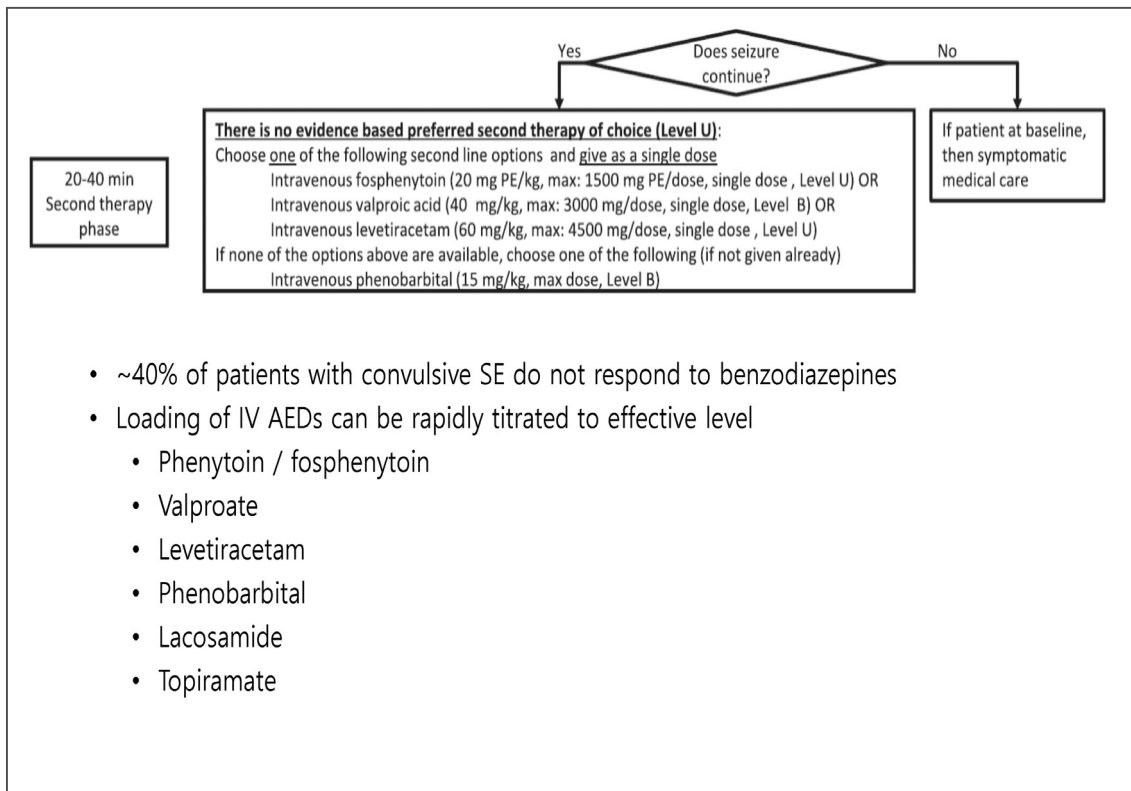 Does seizure
continue?
Yes
No
20-40 min
Second therapy
phase
There is no evidence based preferred second therapy of choice (Level U):
Choose one of the following second line options and give as a single dose
Intravenous fosphenytoin (20 mg PE/kg, max: 1500 mg PE/dose, single dose , Level U) OR
Intravenous valproic acid (40 mg/kg, max: 3000 mg/dose, single dose, Level B) OR
Intravenous levetiracetam (60 mg/kg, max: 4500 mg/dose, single dose , Level U)
If none of the options above are available, choose one of the following (if not given already)
Intravenous phenobarbital (15 mg/kg, max dose, Level B)
If patient at baseline,
then symptomatic
medical care
• ~40% of patients with convulsive SE do not respond to benzodiazepines
• Loading of IV AEDs can be rapidly titrated to effective level
• Phenytoin / fosphenytoin
• Valproate
• Levetiracetam
• Phenobarbital
• Lacosamide
• Topiramate